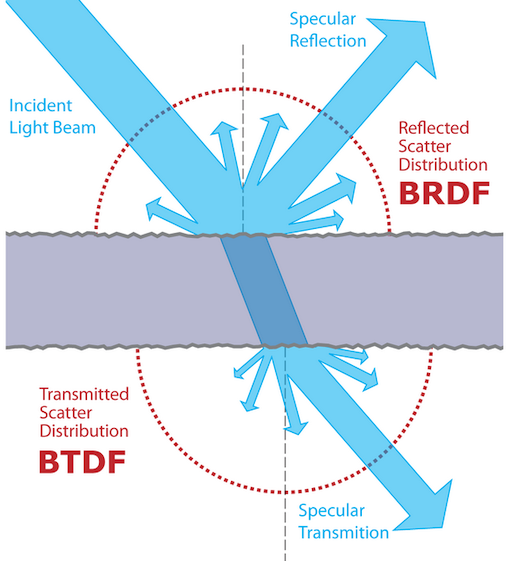 Specular
Reflection
Incident
Light Beam
Reflected
Scatter
Distribution
BRDF
Transmitted
Scatter
Distribution
BTDF
Specular
Transmition